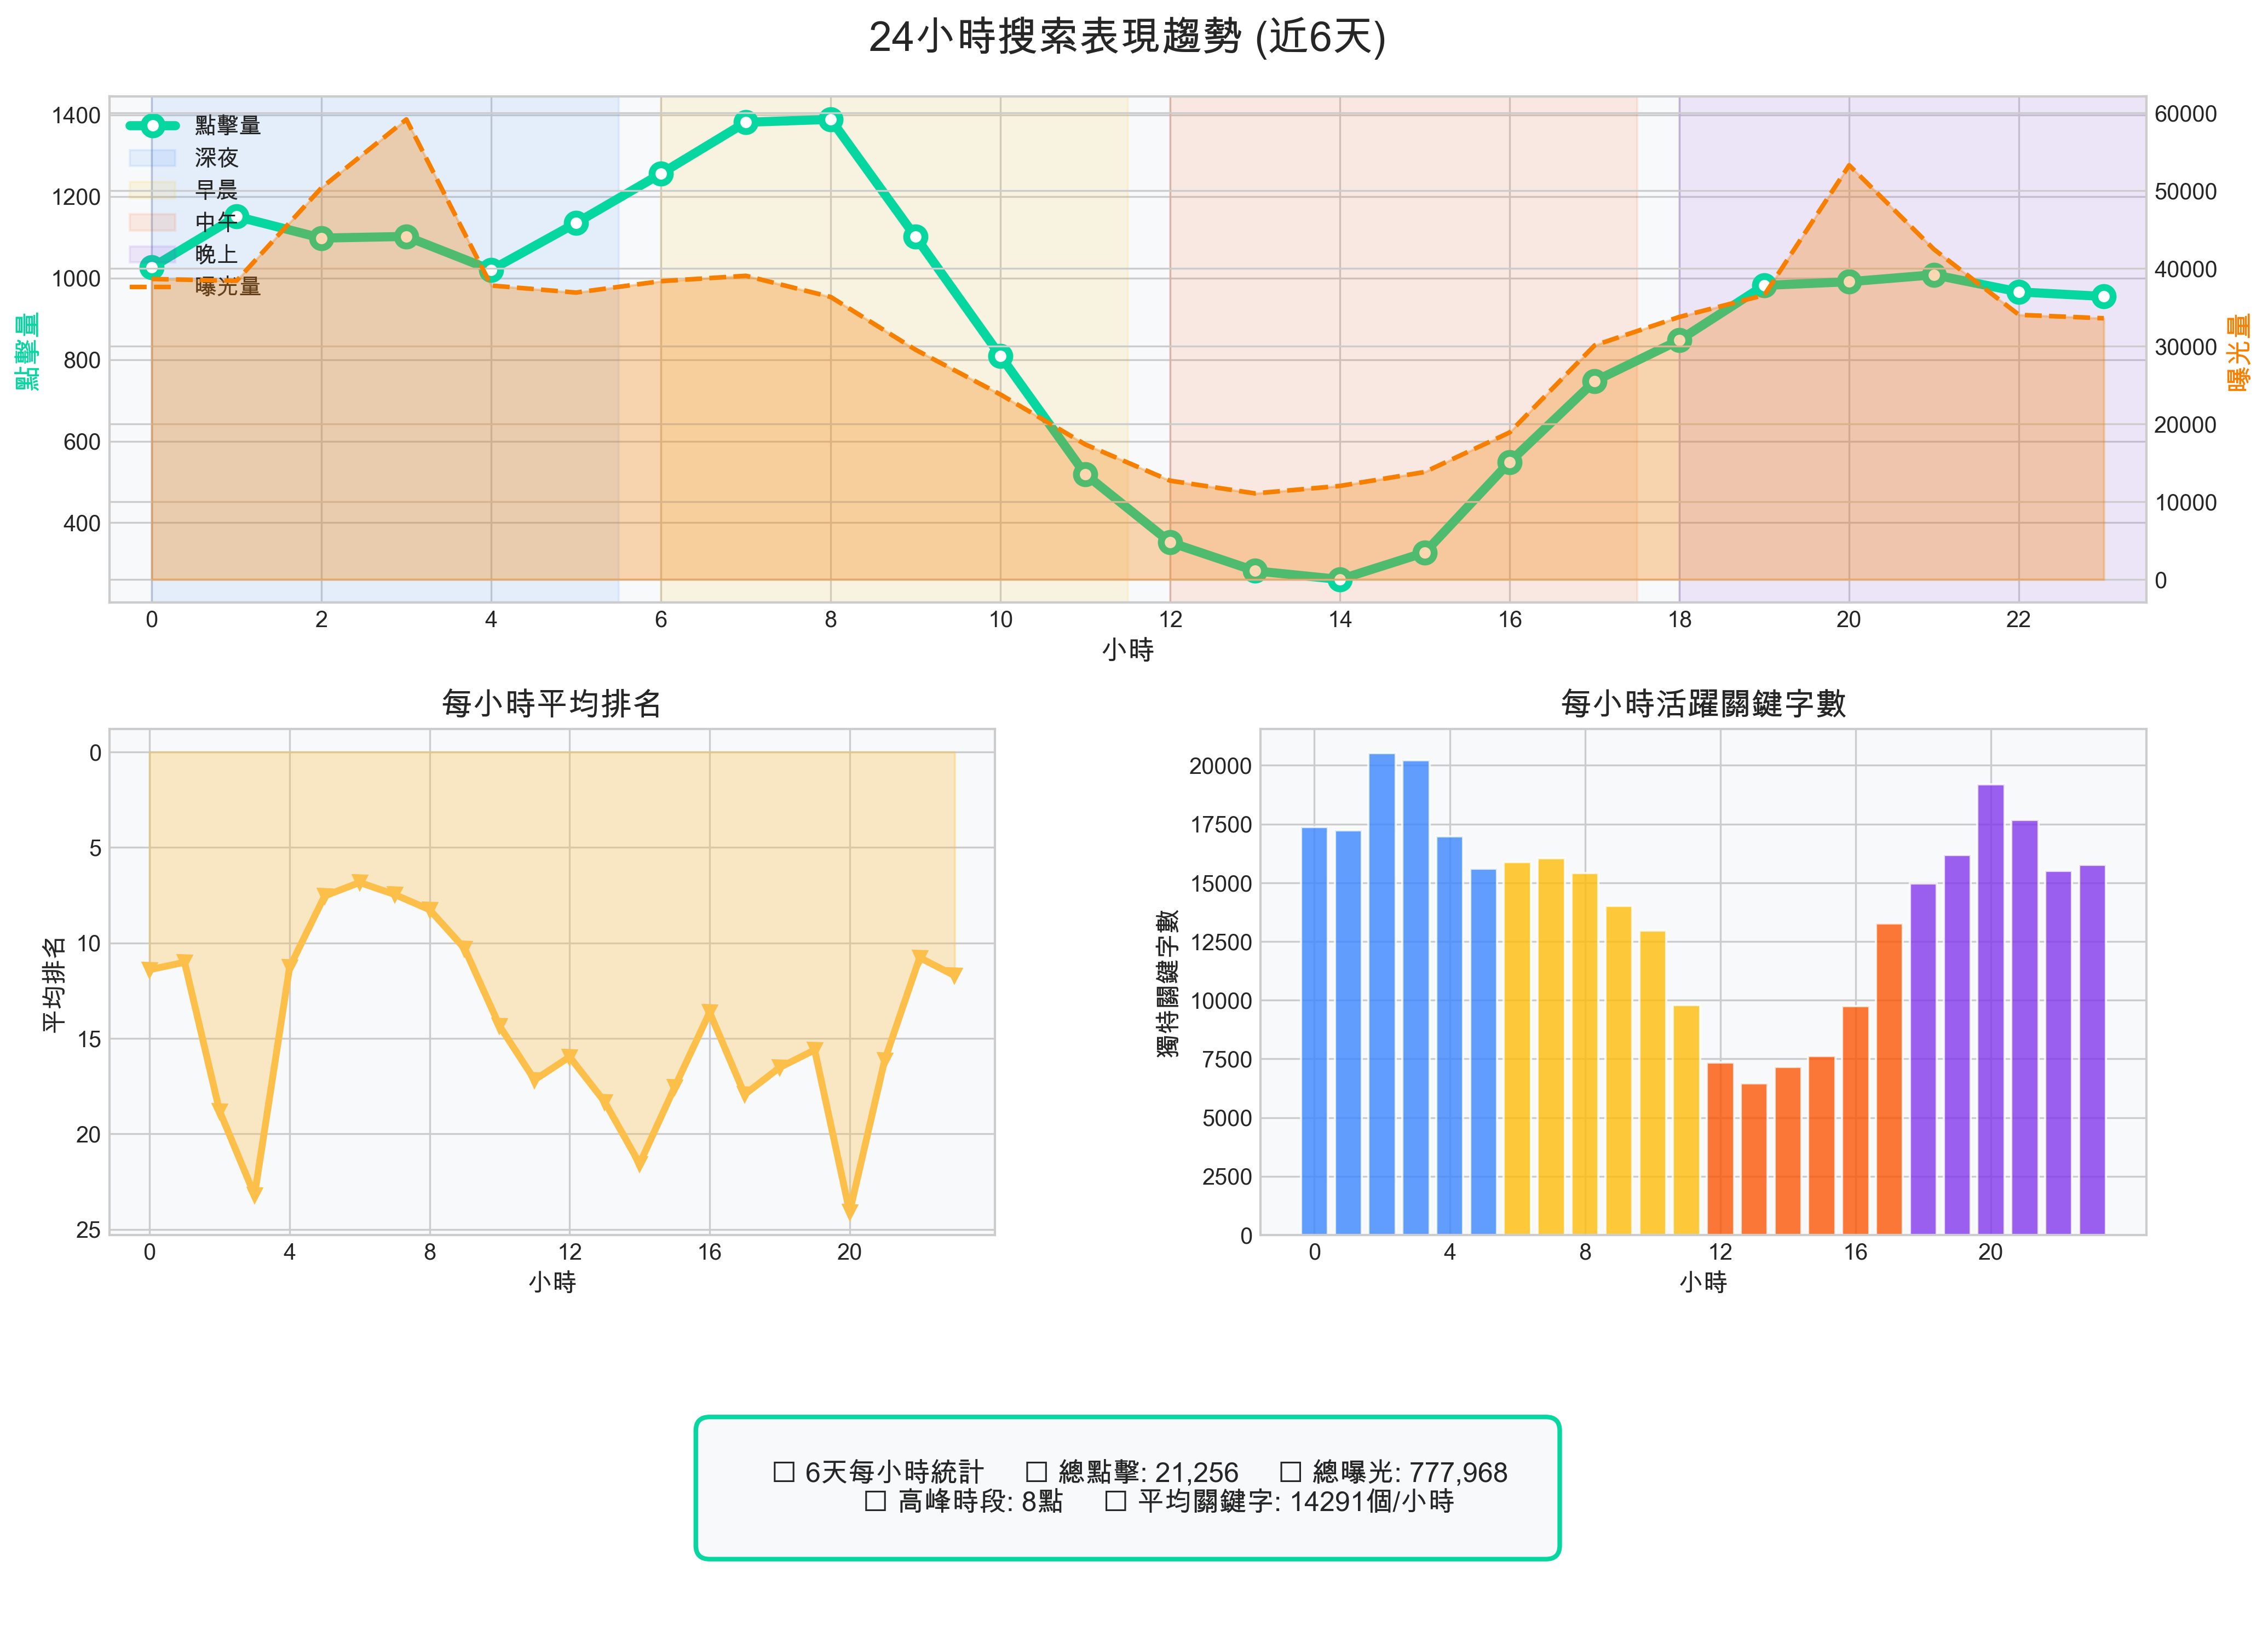 24小時搜索表現趨勢 (近6天)
點擊量
深夜
早晨
中午
晚上
曝光量
1400
1200
1000
800
600
400
點擊量
60000
50000
40000
30000
20000
10000
0
曝光量
0 2 4 6 8 10 12 14 16 18 20 22
小時
每小時平均排名
0
5
10
15
20
25
平均排名
0 4 8 12 16 20
小時
每小時活躍關鍵字數
20000
17500
15000
12500
10000
7500
5000
2500
0
獨特關鍵字數
0 4 8 12 16 20
小時
□ 6天每小時統計 □ 總點擊: 21,256 □ 總曝光: 777,968
□ 高峰時段: 8點 □ 平均關鍵字: 14291個/小時